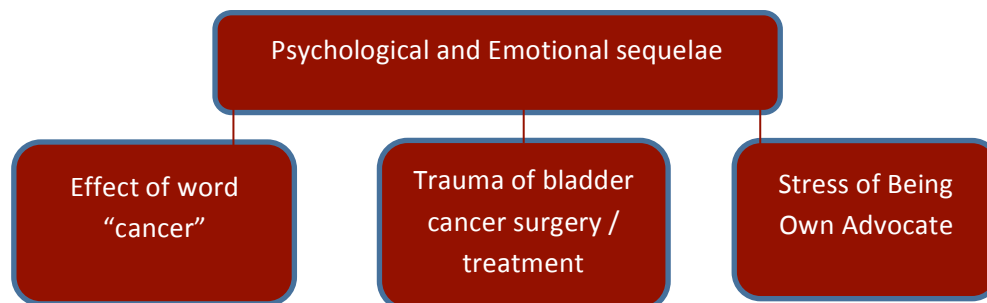 Psychological and Emotional sequelae
Effect of word
“cancer”
Trauma of bladder
cancer surgery /
treatment
Stress of Being
Own Advocate